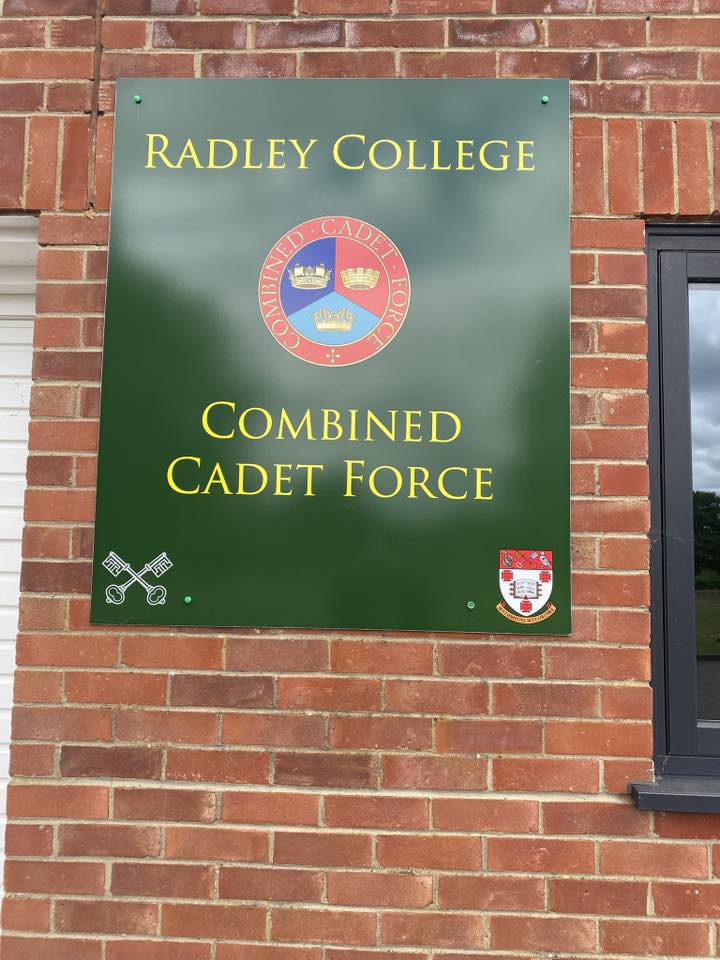 RADLEY COLLEGE
COMBINED · CADET · FORCE
COMBINED
CADET FORCE